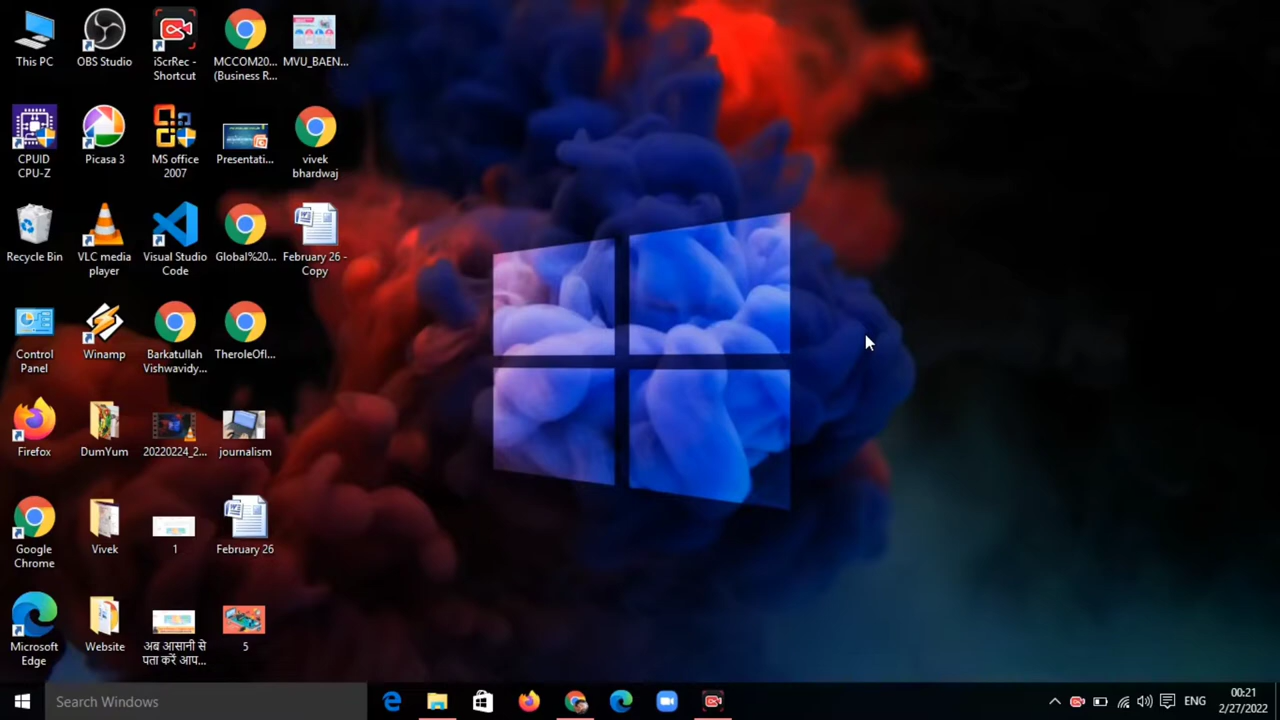 This PC
OBS Studio
iScrRec -
Shortcut
MCCOM20...
(Business R...
MVU_BAEN...
CPUID
CPU-Z
Picasa 3
MS office
2007
Presentati...
vivek
bhardwaj
Recycle Bin
VLC media
player
Visual Studio
Code
Global%20...
February 26 -
Copy
Control
Panel
Winamp
Barkatullah
Vishwavidy...
TheroleOfI...
Firefox
DumYum
20220224_2...
journalism
Google
Chrome
Vivek
1
February 26
Microsoft
Edge
Website
अब आसानी से
पता करें आप...
5
Search Windows
ENG
00:21
2/27/2022